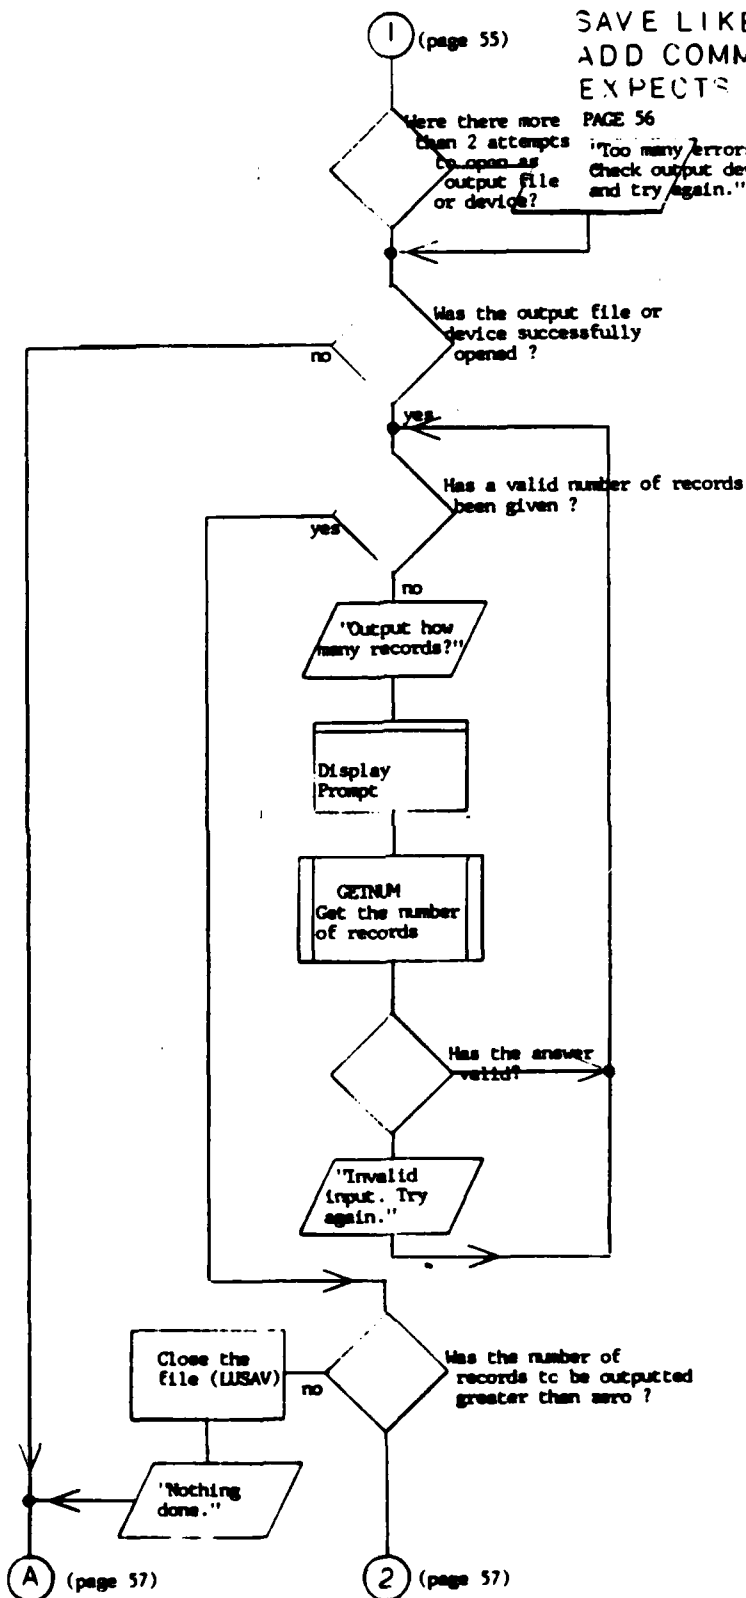 1 (page 55)
SAVE LIKE
ADD COMM
EXPECTS
PAGE 56
Were there more
than 2 attempts
to open as
output file
or device?
"Too many errors
Check output dev
and try again."
Was the output file or
device successfully
opened ?
no
yes
Has a valid number of records
been given ?
yes
no
"Output how
many records?"
Display
Prompt
GETNUM
Get the number
of records
Was the answer
valid?
"Invalid
input. Try
again."
Was the number of
records to be outputted
greater than zero ?
no
Close the
file (LUSAV)
"Nothing
done."
A (page 57)
2 (page 57)